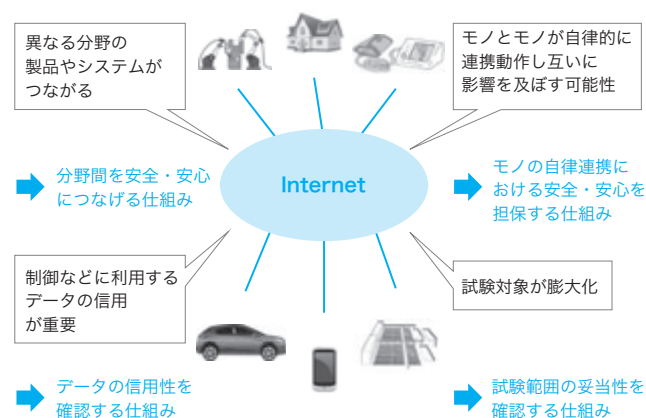 異なる分野の
製品やシステムが
つながる
モノとモノが自律的に
連携動作し互いに
影響を及ぼす可能性
分野間を安全・安心
につなげる仕組み
Internet
モノの自律連携に
おける安全・安心を
担保する仕組み
制御などに利用する
データの信用
が重要
試験対象が膨大化
データの信用性を
確認する仕組み
試験範囲の妥当性を
確認する仕組み